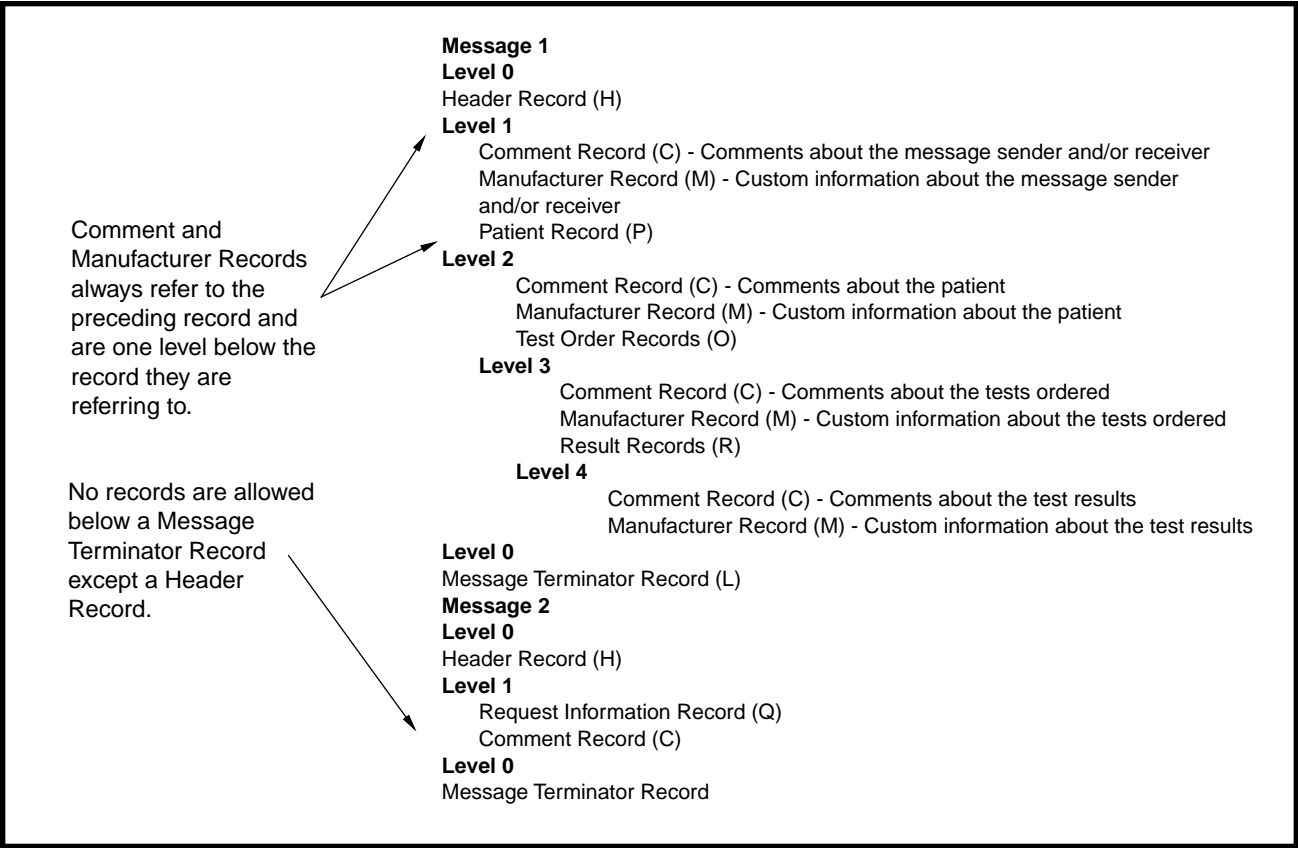 Message 1
Level 0
Header Record (H)
Level 1
Comment Record (C) - Comments about the message sender and/or receiver
Manufacturer Record (M) - Custom information about the message sender
and/or receiver
Patient Record (P)
Level 2
Comment Record (C) - Comments about the patient
Manufacturer Record (M) - Custom information about the patient
Test Order Records (O)
Level 3
Comment Record (C) - Comments about the tests ordered
Manufacturer Record (M) - Custom information about the tests ordered
Result Records (R)
Level 4
Comment Record (C) - Comments about the test results
Manufacturer Record (M) - Custom information about the test results
Level 0
Message Terminator Record (L)
Message 2
Level 0
Header Record (H)
Level 1
Request Information Record (Q)
Comment Record (C)
Level 0
Message Terminator Record
Comment and
Manufacturer Records
always refer to the
preceding record and
are one level below the
record they are
referring to.
No records are allowed
below a Message
Terminator Record
except a Header
Record.